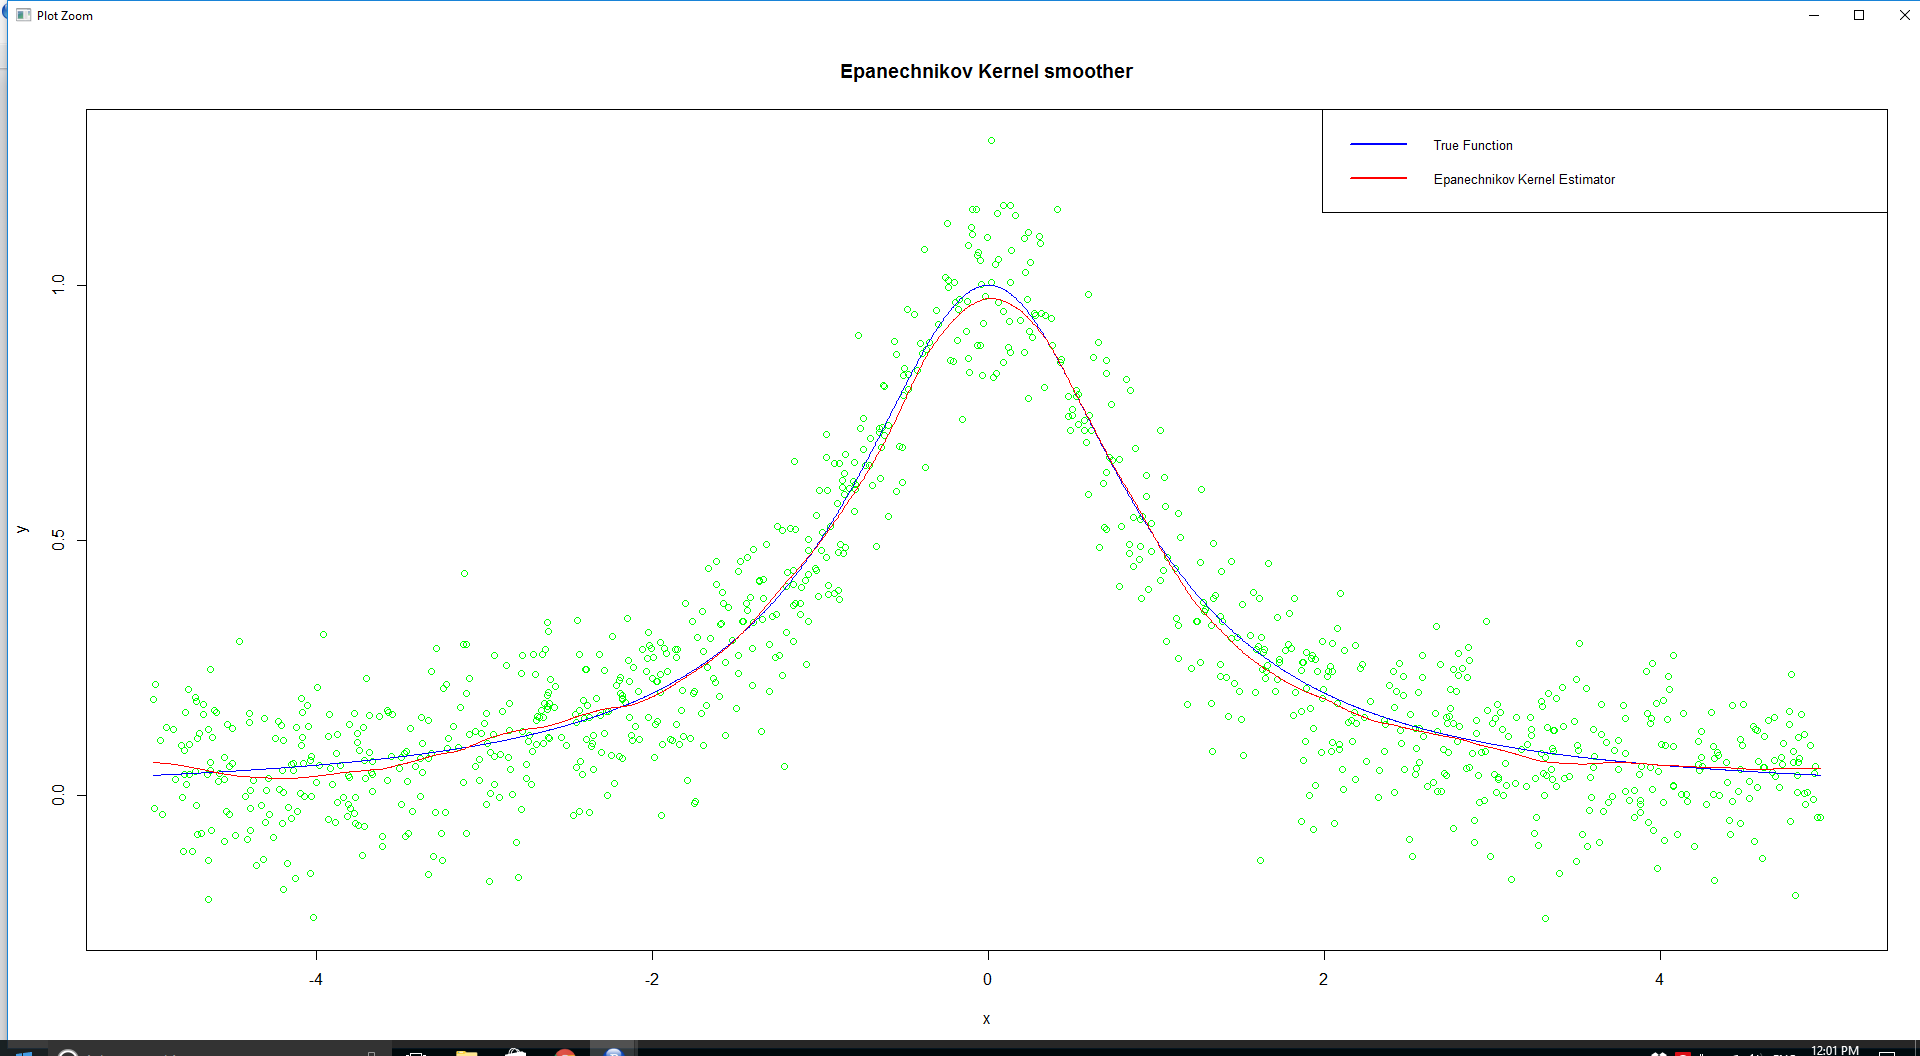 Plot Zoom
Epanechnikov Kernel smoother
True Function
Epanechnikov Kernel Estimator
1.0
0.5
0.0
y
-4 -2 0 2 4
x
12:01 PM